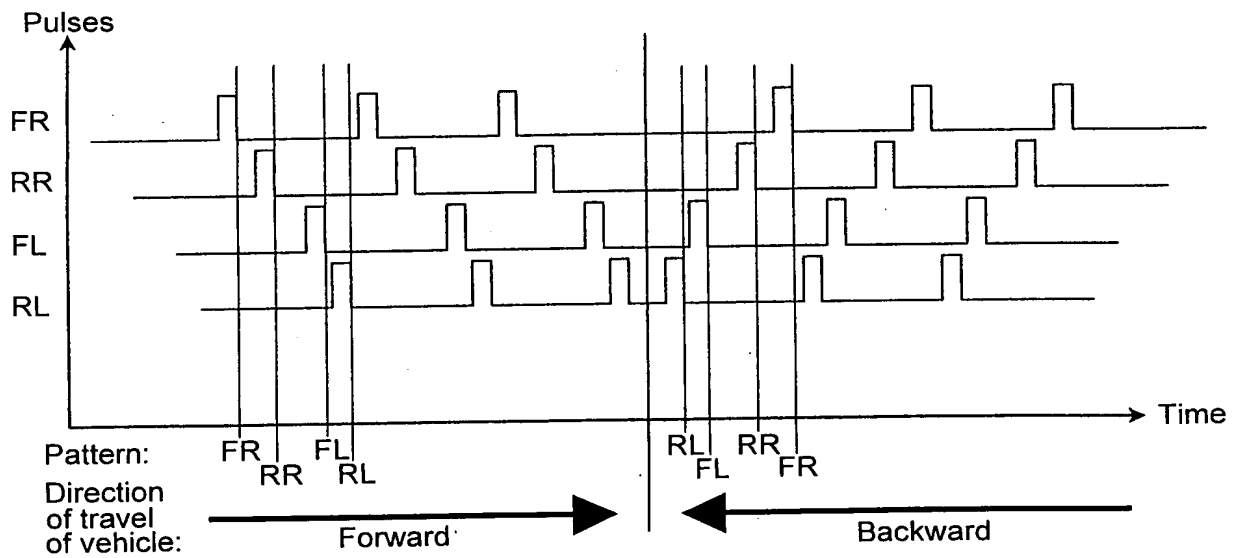 Pulses
FR
RR
FL
RL
Time
Pattern:
FR
RR
FL
RL
RL
FL
RR
FR
Direction
of travel
of vehicle:
Forward
Backward